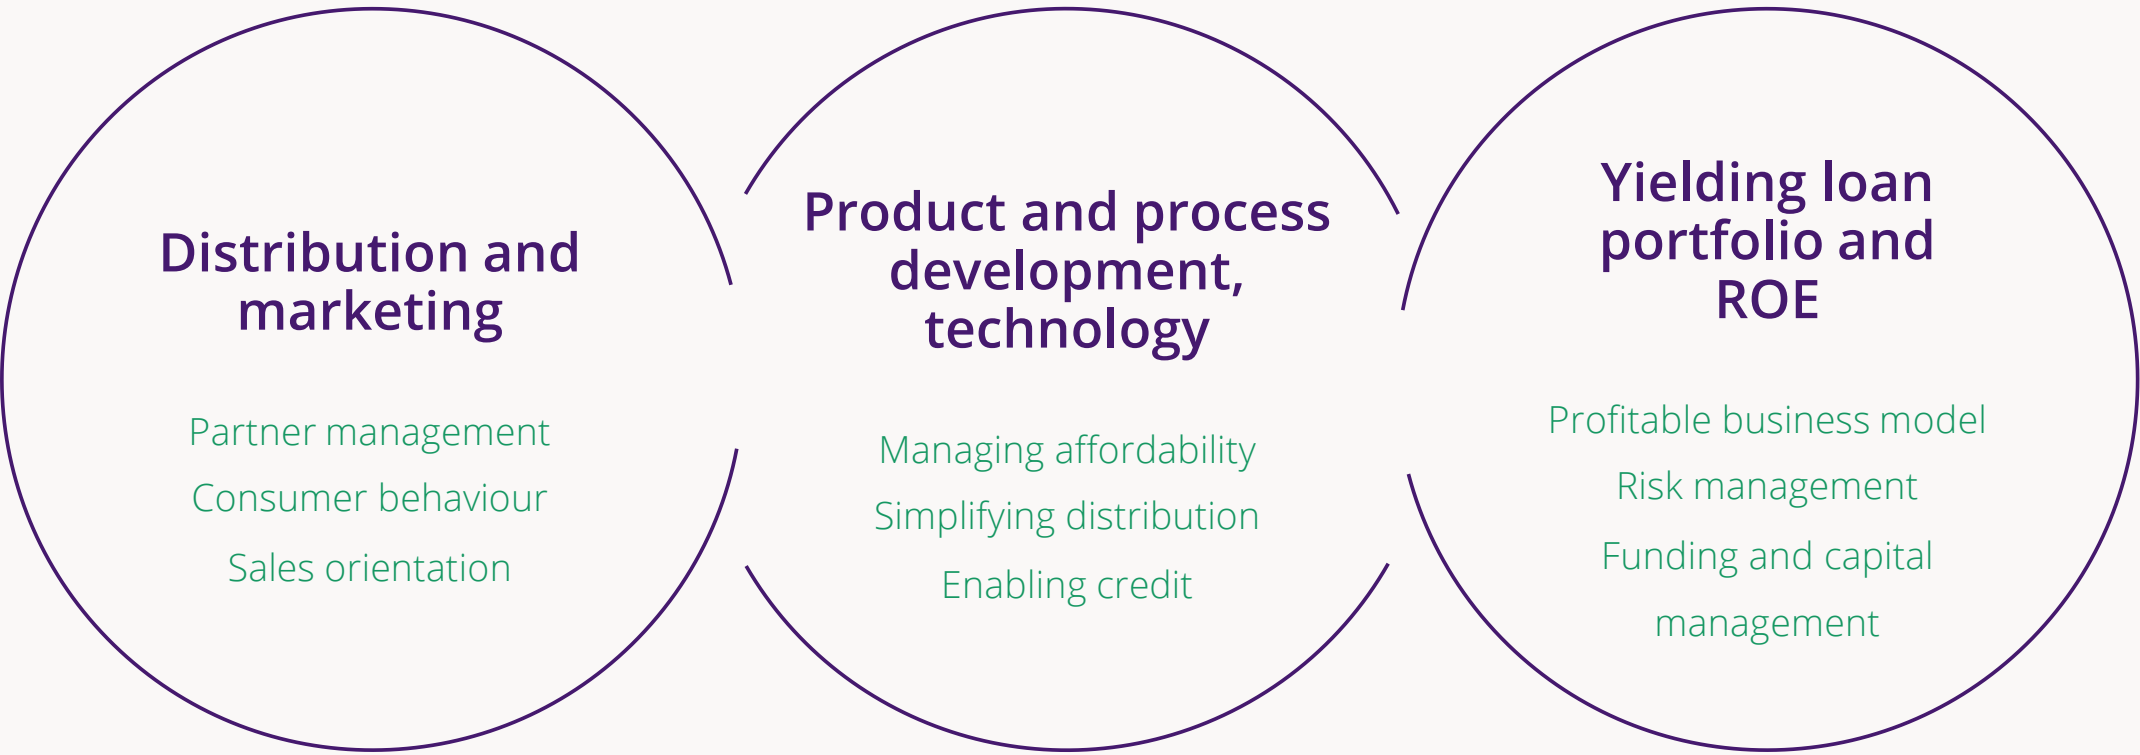 Distribution and
marketing
Partner management
Consumer behaviour
Sales orientation
Product and process
development,
technology
Managing affordability
Simplifying distribution
Enabling credit
Yielding loan
portfolio and
ROE
Profitable business model
Risk management
Funding and capital
management